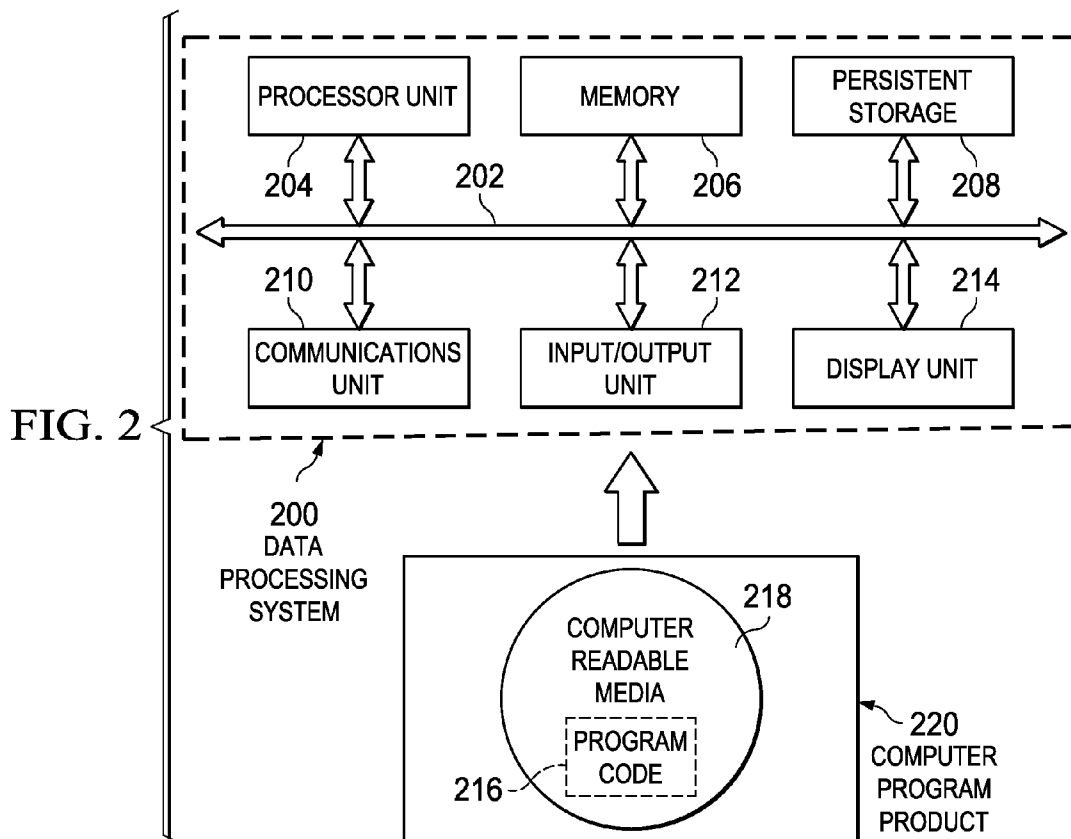 PROCESSOR UNIT
MEMORY
PERSISTENT
STORAGE
204
202
206
208
210
212
214
COMMUNICATIONS
UNIT
INPUT/OUTPUT
UNIT
DISPLAY UNIT
FIG. 2
200
DATA
PROCESSING
SYSTEM
218
COMPUTER
READABLE
MEDIA
PROGRAM
CODE
216
220
COMPUTER
PROGRAM
PRODUCT